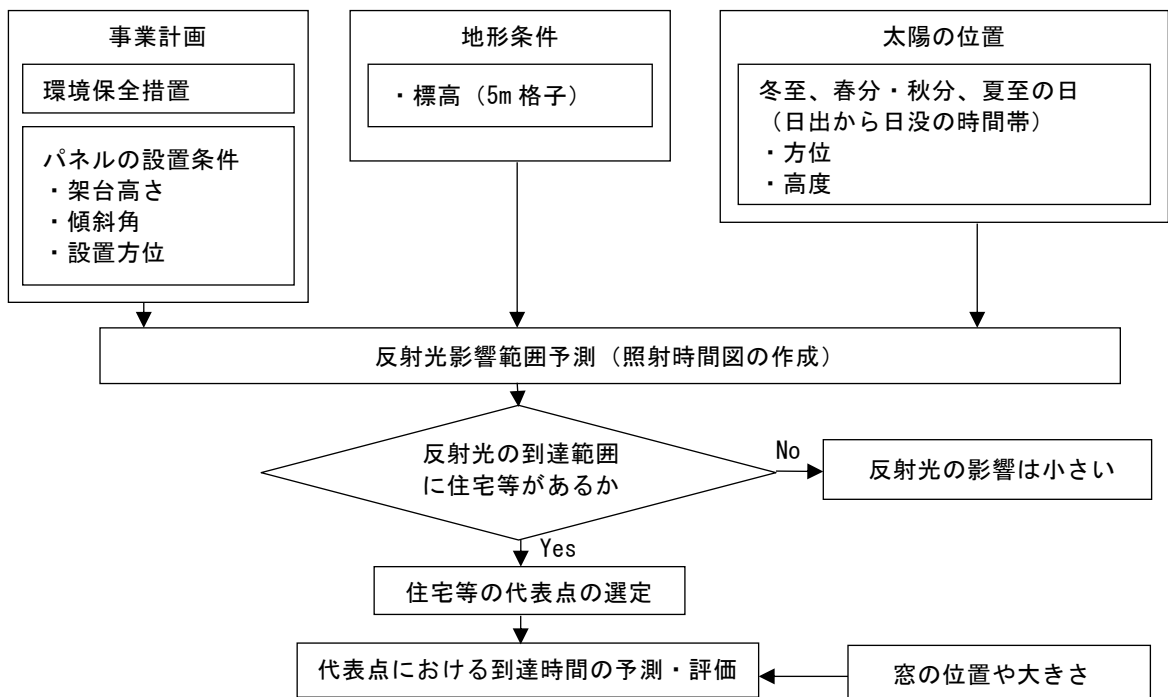 事業計画
環境保全措置
パネルの設置条件
・架台高さ
・傾斜角
・設置方位
地形条件
・標高（5m 格子）
太陽の位置
冬至、春分・秋分、夏至の日
（日出から日没の時間帯）
・方位
・高度
反射光影響範囲予測（照射時間図の作成）
反射光の到達範囲
に住宅等があるか
No
反射光の影響は小さい
Yes
住宅等の代表点の選定
代表点における到達時間の予測・評価
窓の位置や大きさ